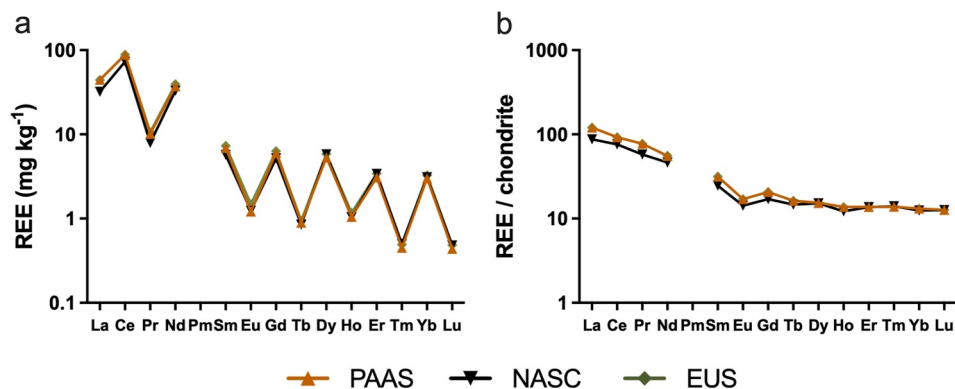 a
REE (mg kg⁻¹)
100
10
1
0.1
La Ce Pr Nd Pm Sm Eu Gd Tb Dy Ho Er Tm Yb Lu
b
REE / chondrite
1000
100
10
1
La Ce Pr Nd Pm Sm Eu Gd Tb Dy Ho Er Tm Yb Lu
PAAS NASC EUS